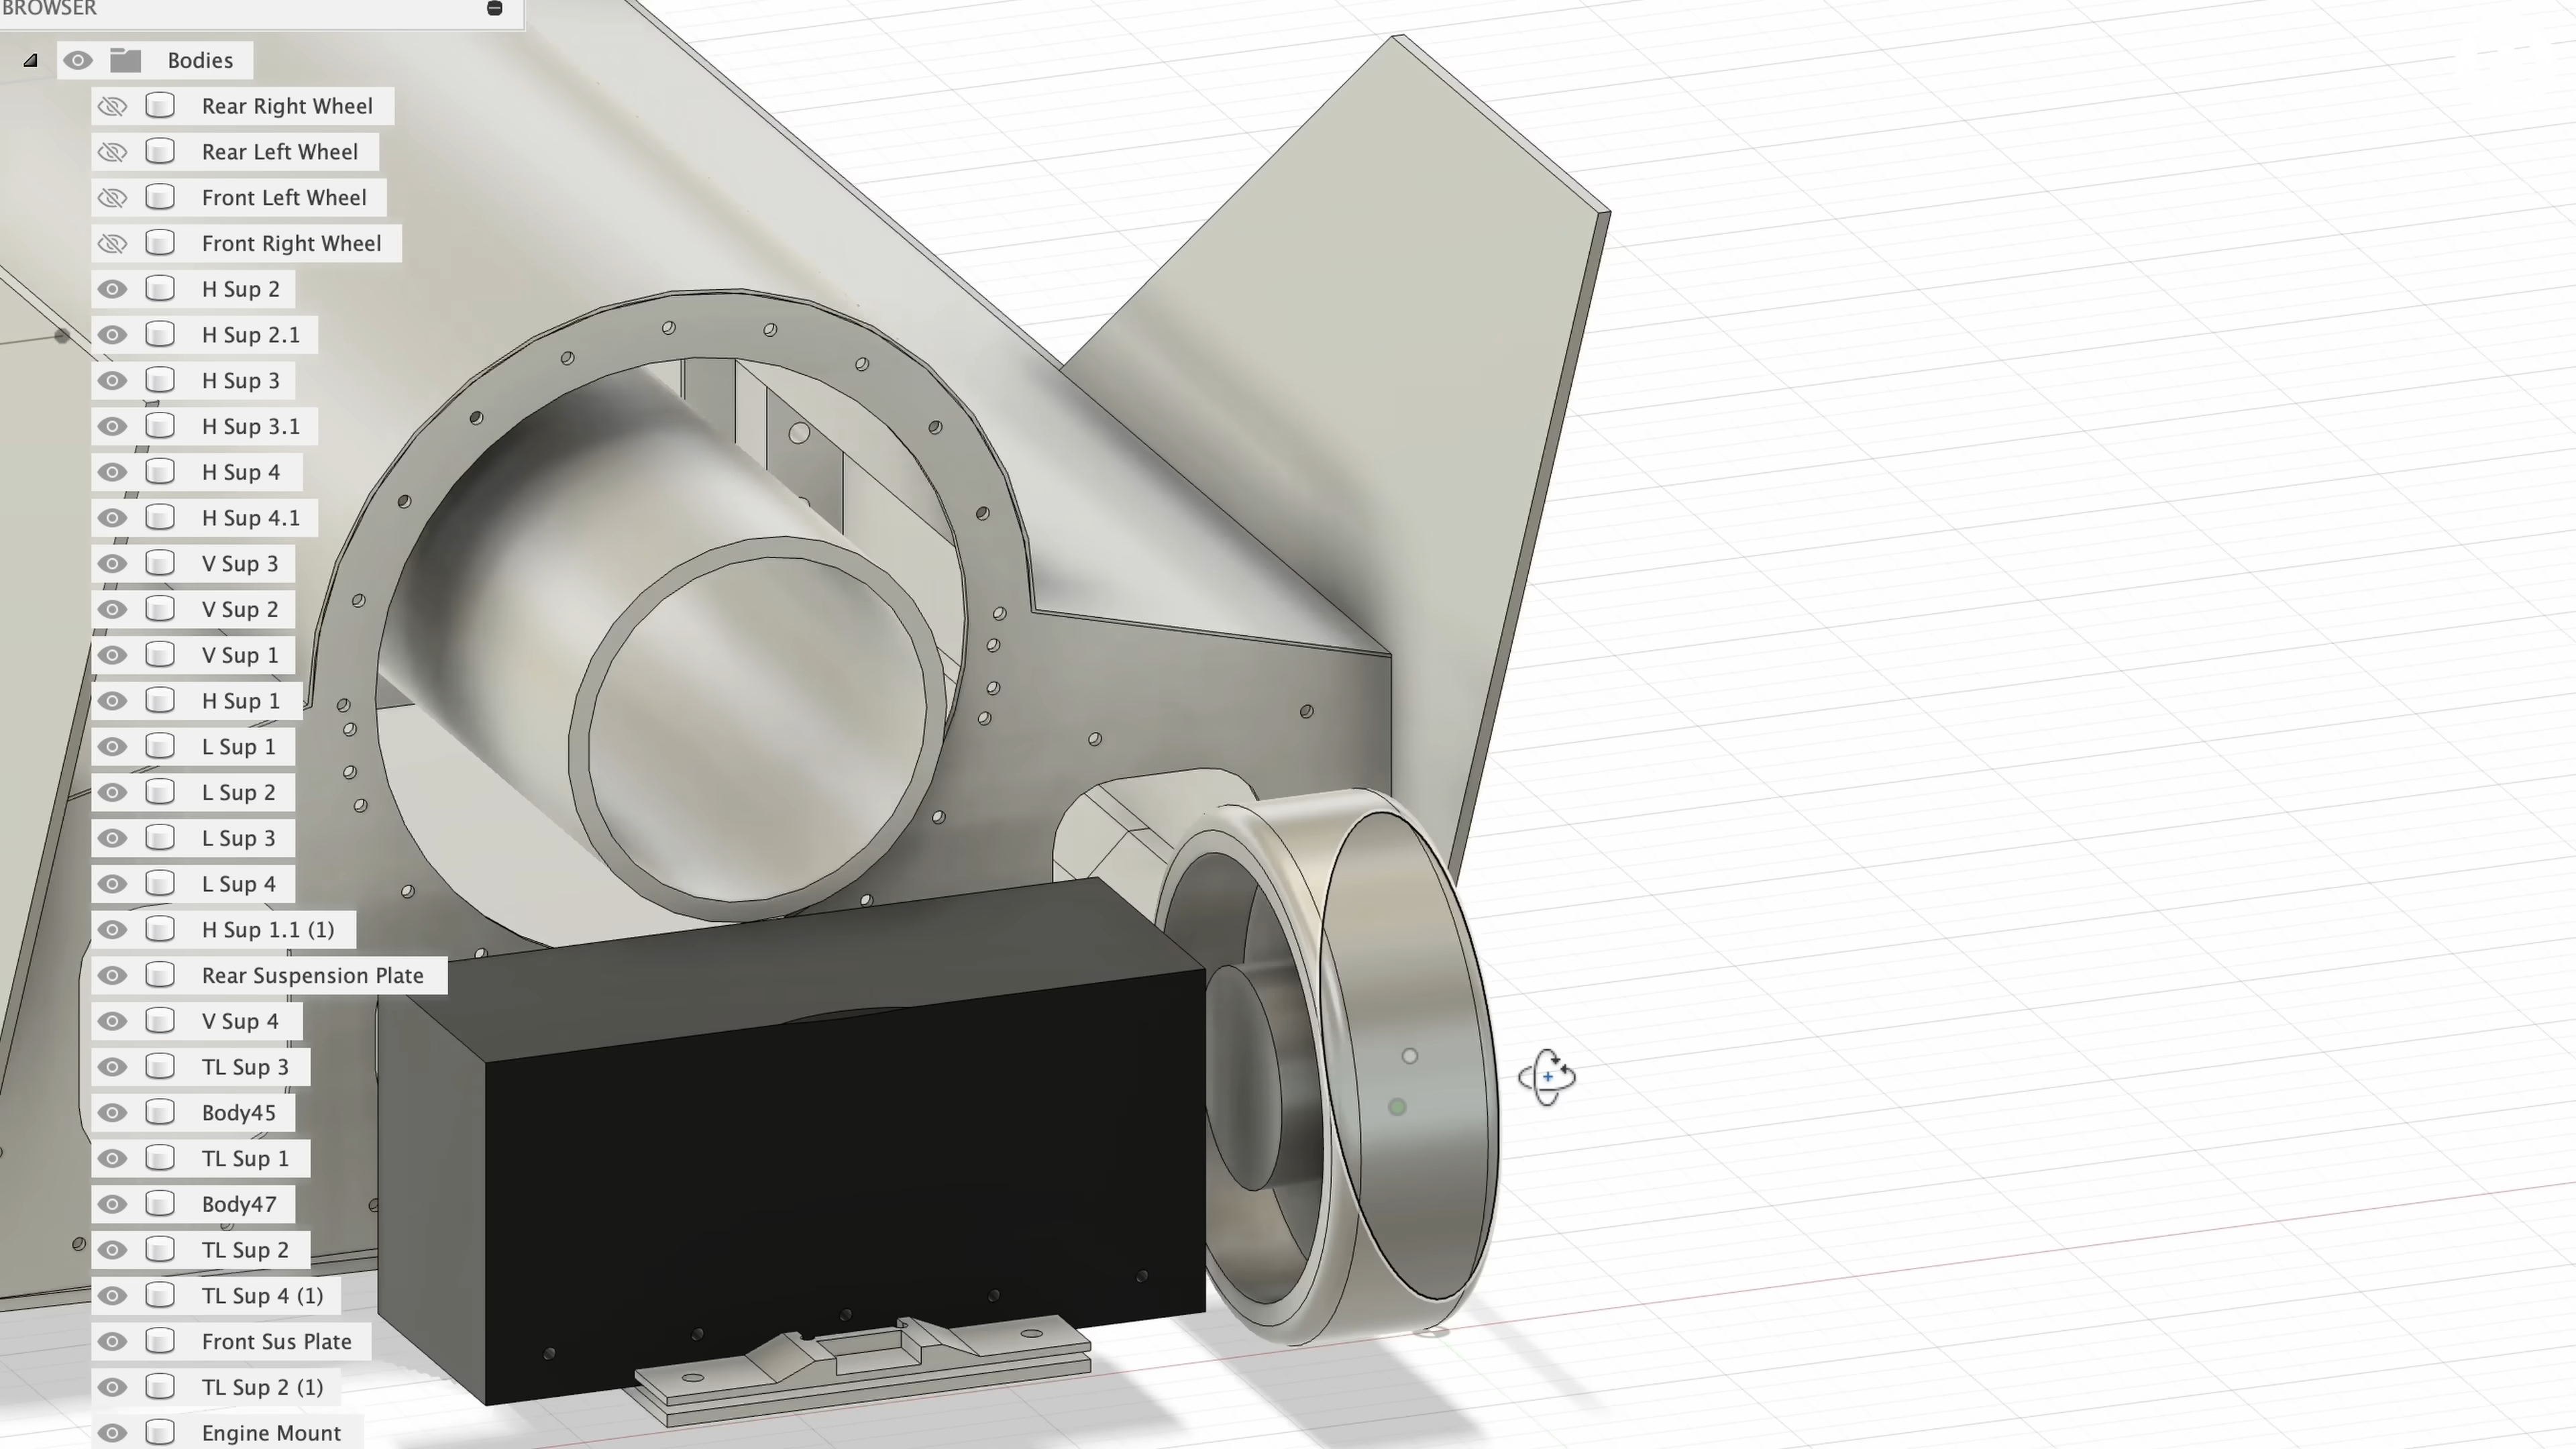 BROWSER
Bodies
Rear Right Wheel
Rear Left Wheel
Front Left Wheel
Front Right Wheel
H Sup 2
H Sup 2.1
H Sup 3
H Sup 3.1
H Sup 4
H Sup 4.1
V Sup 3
V Sup 2
V Sup 1
H Sup 1
L Sup 1
L Sup 2
L Sup 3
L Sup 4
H Sup 1.1 (1)
Rear Suspension Plate
V Sup 4
TL Sup 3
Body45
TL Sup 1
Body47
TL Sup 2
TL Sup 4 (1)
Front Sus Plate
TL Sup 2 (1)
Engine Mount